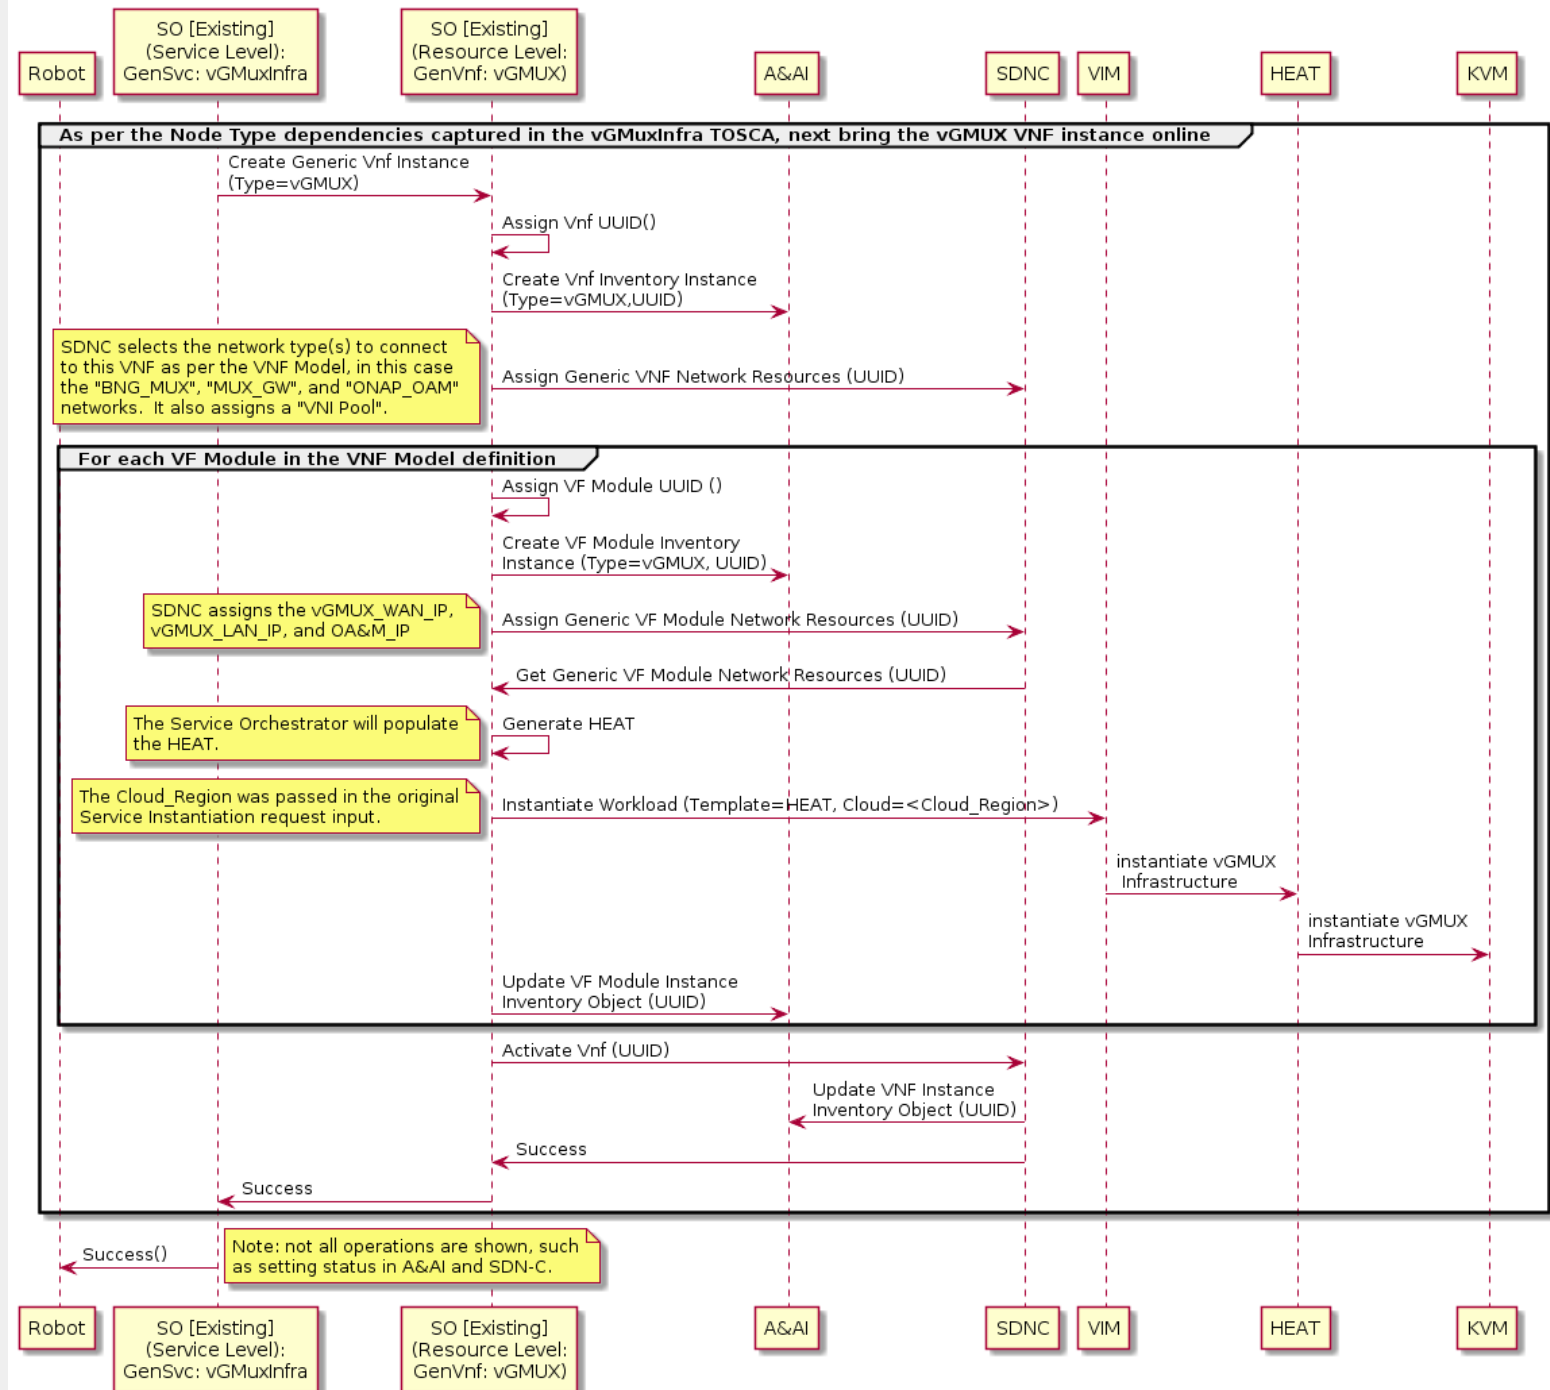 Robot
SO [Existing]
(Service Level):
GenSvc: vGMuxInfra
SO [Existing]
(Resource Level:
GenVnf: vGMUX)
A&AI
SDNC
VIM
HEAT
KVM
As per the Node Type dependencies captured in the vGMuxInfra TOSCA, next bring the vGMUX VNF instance online
Create Generic Vnf Instance
(Type=vGMUX)
Assign Vnf UUID()
Create Vnf Inventory Instance
(Type=vGMUX,UUID)
SDNC selects the network type(s) to connect
to this VNF as per the VNF Model, in this case
the "BNG_MUX", "MUX_GW", and "ONAP_OAM"
networks.  It also assigns a "VNI Pool".
Assign Generic VNF Network Resources (UUID)
For each VF Module in the VNF Model definition
Assign VF Module UUID ()
Create VF Module Inventory
Instance (Type=vGMUX, UUID)
SDNC assigns the vGMUX_WAN_IP,
vGMUX_LAN_IP, and OA&M_IP
Assign Generic VF Module Network Resources (UUID)
Get Generic VF Module Network Resources (UUID)
The Service Orchestrator will populate
the HEAT.
Generate HEAT
The Cloud_Region was passed in the original
Service Instantiation request input.
Instantiate Workload (Template=HEAT, Cloud=<Cloud_Region>)
instantiate vGMUX
Infrastructure
instantiate vGMUX
Infrastructure
Update VF Module Instance
Inventory Object (UUID)
Activate Vnf (UUID)
Update VNF Instance
Inventory Object (UUID)
Success
Success
Success()
Note: not all operations are shown, such
as setting status in A&AI and SDN-C.
Robot
SO [Existing]
(Service Level):
GenSvc: vGMuxInfra
SO [Existing]
(Resource Level:
GenVnf: vGMUX)
A&AI
SDNC
VIM
HEAT
KVM